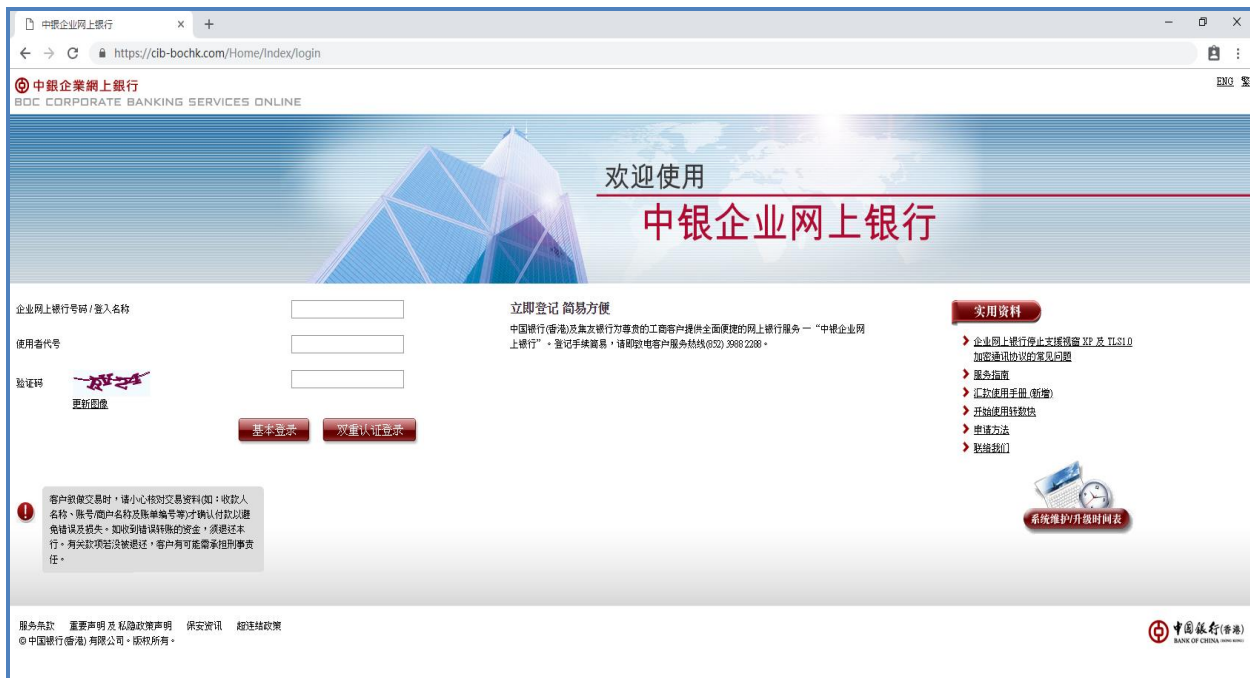 中银企业网上银行
https://cib-bochk.com/Home/Index/login
中銀企業網上銀行
BOC CORPORATE BANKING SERVICES ONLINE
ENG 繁
欢迎使用
中银企业网上银行
企业网上银行号码 / 登入名称
使用者代号
验证码
更新图像
基本登录 双重认证登录
立即登记 简易方便
中国银行(香港)及集友银行为尊贵的工商客户提供全面便捷的网上银行服务 — “中银企业网
上银行”。登记手续简易，请即致电客户服务热线(852) 3988 2288。
实用资料
企业网上银行停止支援视窗 XP 及 TLS1.0
加密通讯协议的常见问题
服务指南
汇款使用手册 (新增)
开始使用转数快
申请方法
联络我们
系统维护/升级时间表
客户叙做交易时，请小心核对交易资料(如：收款人
名称、账号/商户名称及账单编号等)才确认付款以避
免错误及损失。如收到错误转账的资金，须退还本
行。有关款项若没被退还，客户有可能需承担刑事责
任。
服务条款 重要声明 及 私隐政策声明 保安资讯 超连结政策
© 中国银行(香港) 有限公司。版权所有。
中国银行(香港)
BANK OF CHINA (HONG KONG)